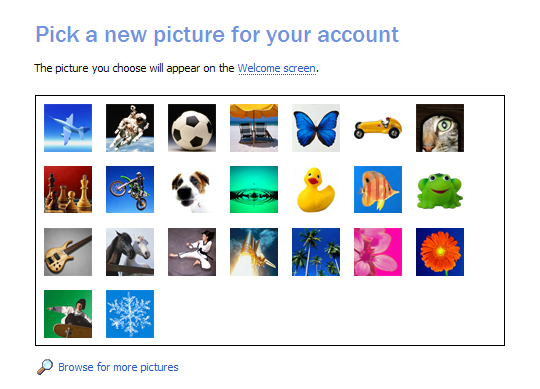 Pick a new picture for your account
The picture you choose will appear on the Welcome screen.
Browse for more pictures